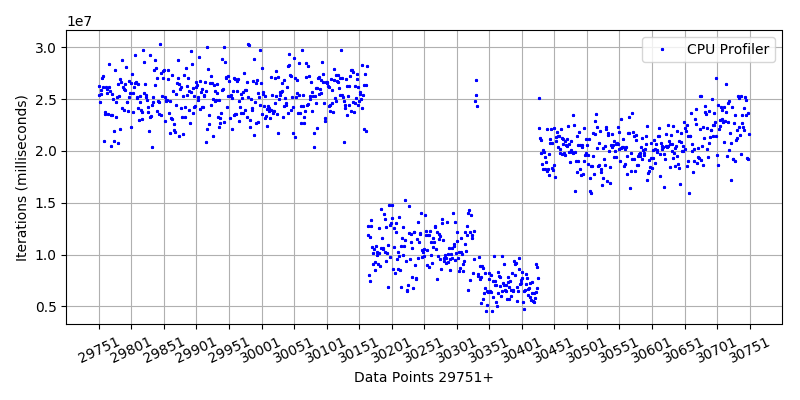 1e7
CPU Profiler
3.0
2.5
2.0
1.5
1.0
0.5
Iterations (milliseconds)
29751 29801 29851 29901 29951 30001 30051 30101 30151 30201 30251 30301 30351 30401 30451 30501 30551 30601 30651 30701 30751
Data Points 29751+